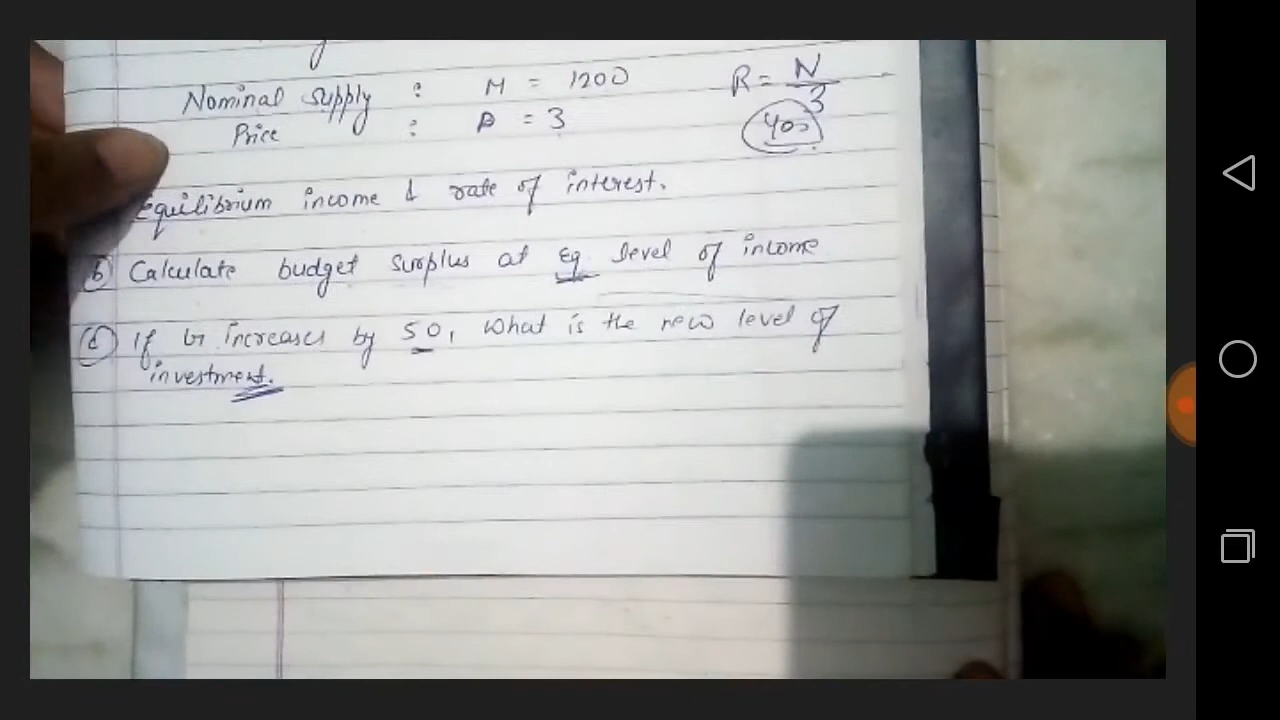 Nominal supply : M = 1200 R = N/3
Price : P = 3 400
Equilibrium income & rate of interest.
(b) Calculate budget surplus at Eq level of income
If G increases by 50, What is the new level of
investment.